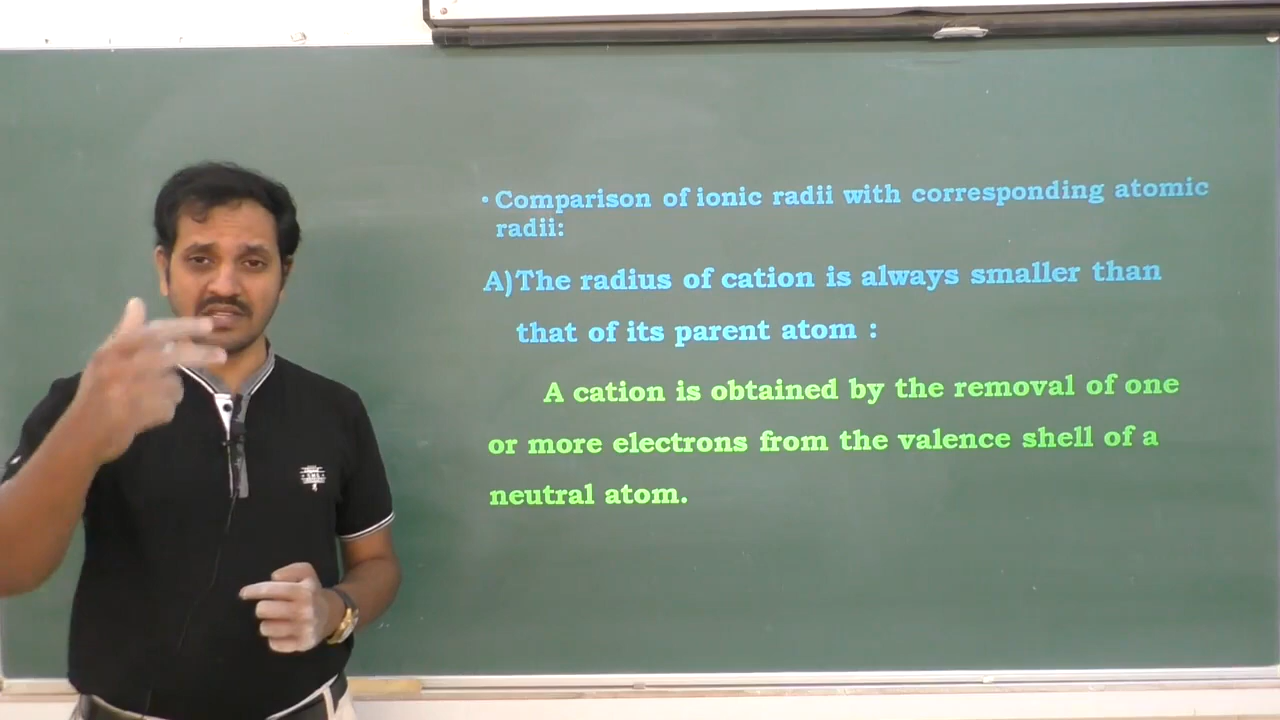 • Comparison of ionic radii with corresponding atomic
radii:
A)The radius of cation is always smaller than
that of its parent atom :
A cation is obtained by the removal of one
or more electrons from the valence shell of a
neutral atom.